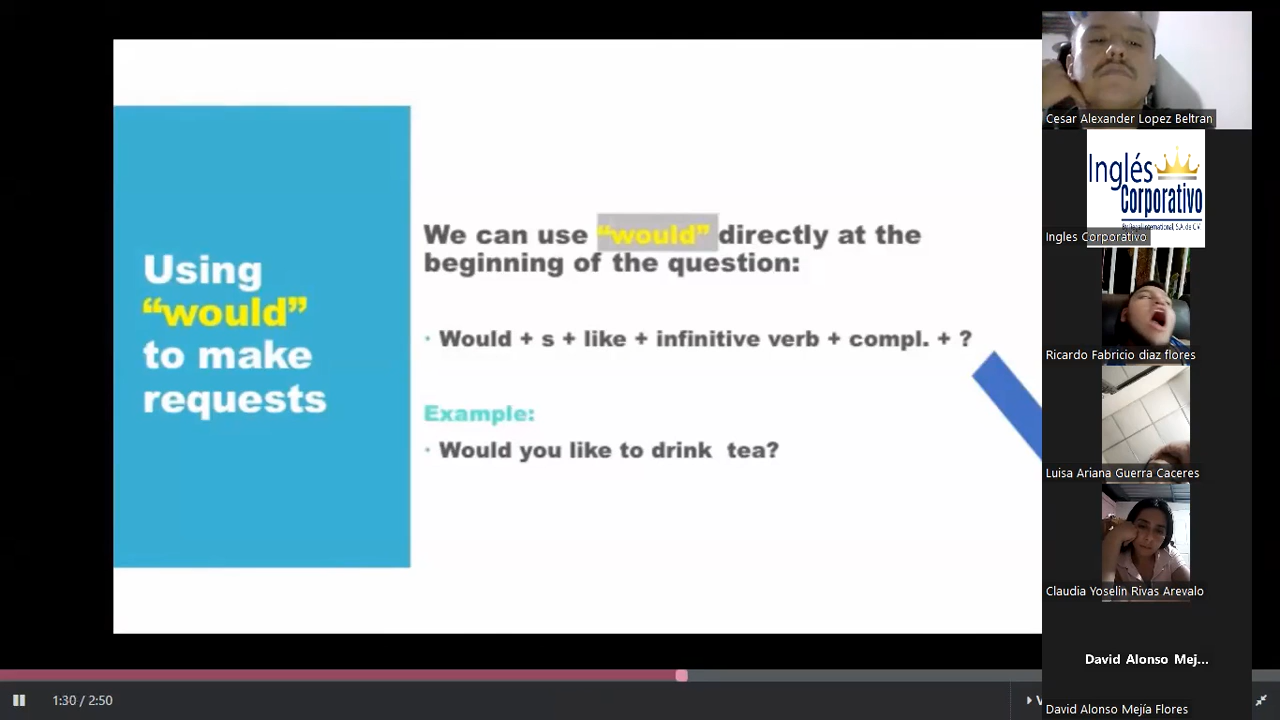 Using
“would”
to make
requests
We can use “would” directly at the
beginning of the question:
· Would + s + like + infinitive verb + compl. + ?
Example:
· Would you like to drink tea?
1:30 / 2:50
Cesar Alexander Lopez Beltran
Inglés
Corporativo
Ingles Corporativo
Ricardo Fabricio diaz flores
Luisa Ariana Guerra Caceres
Claudia Yoselin Rivas Arevalo
David Alonso Mej...
David Alonso Mejía Flores